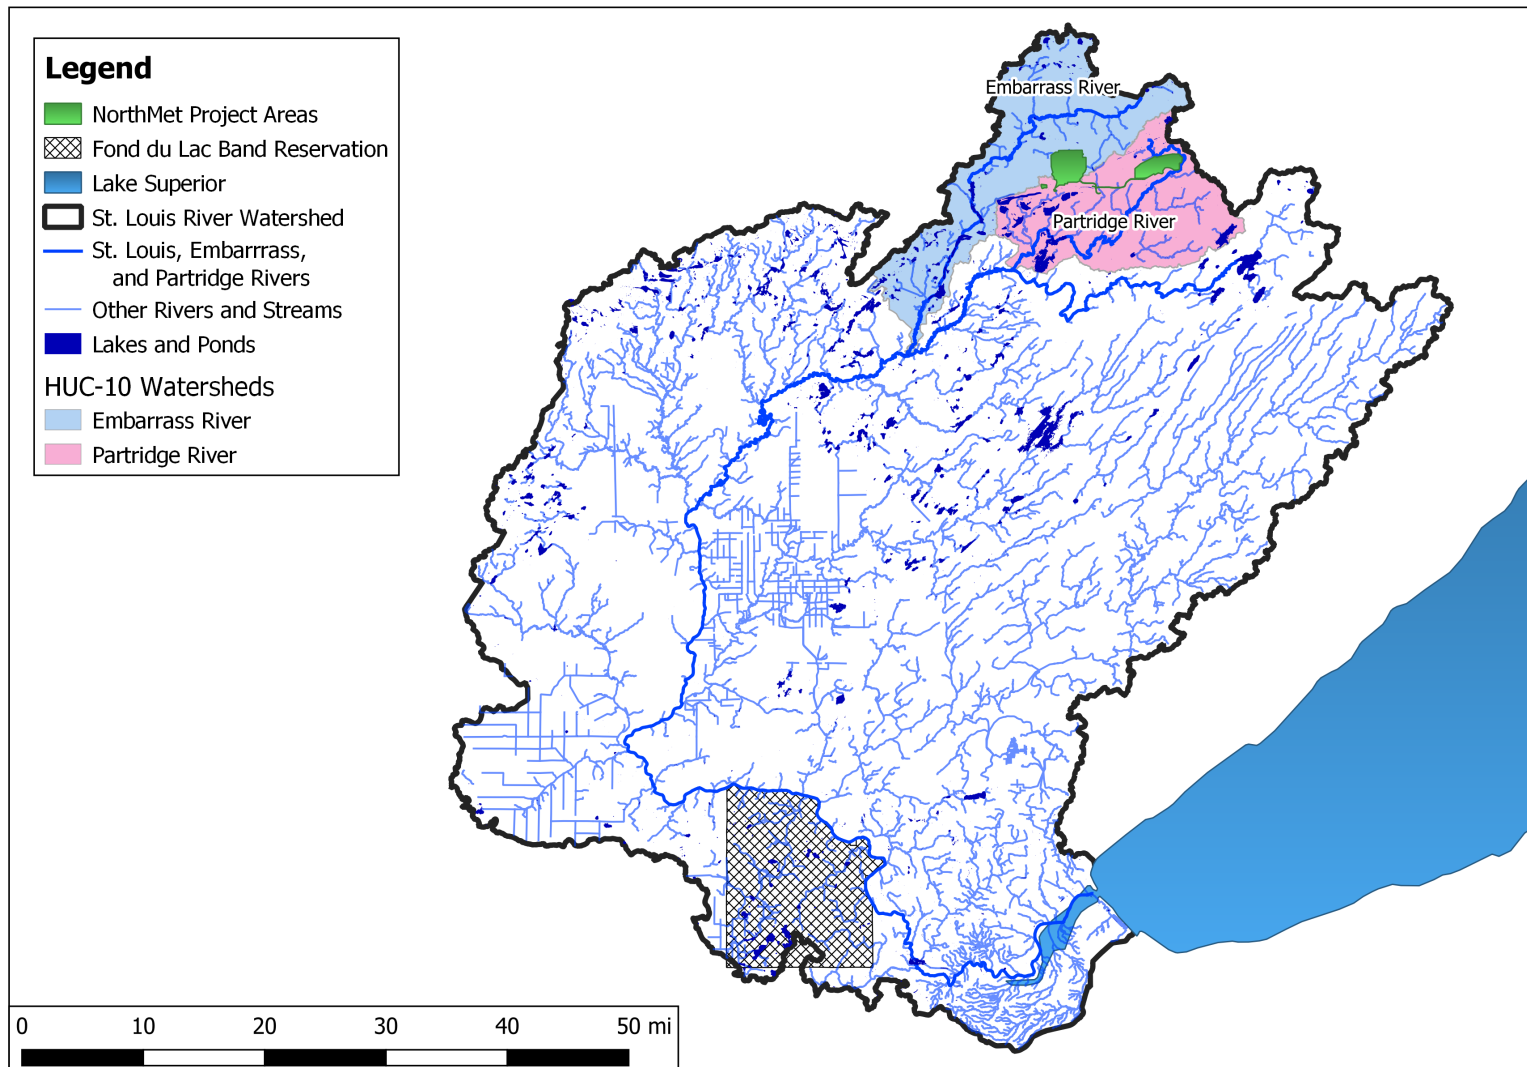 Legend
NorthMet Project Areas
Fond du Lac Band Reservation
Lake Superior
St. Louis River Watershed
St. Louis, Embarrrass,
and Partridge Rivers
Other Rivers and Streams
Lakes and Ponds
HUC-10 Watersheds
Embarrass River
Partridge River
Embarrass River
Partridge River
0 10 20 30 40 50 mi